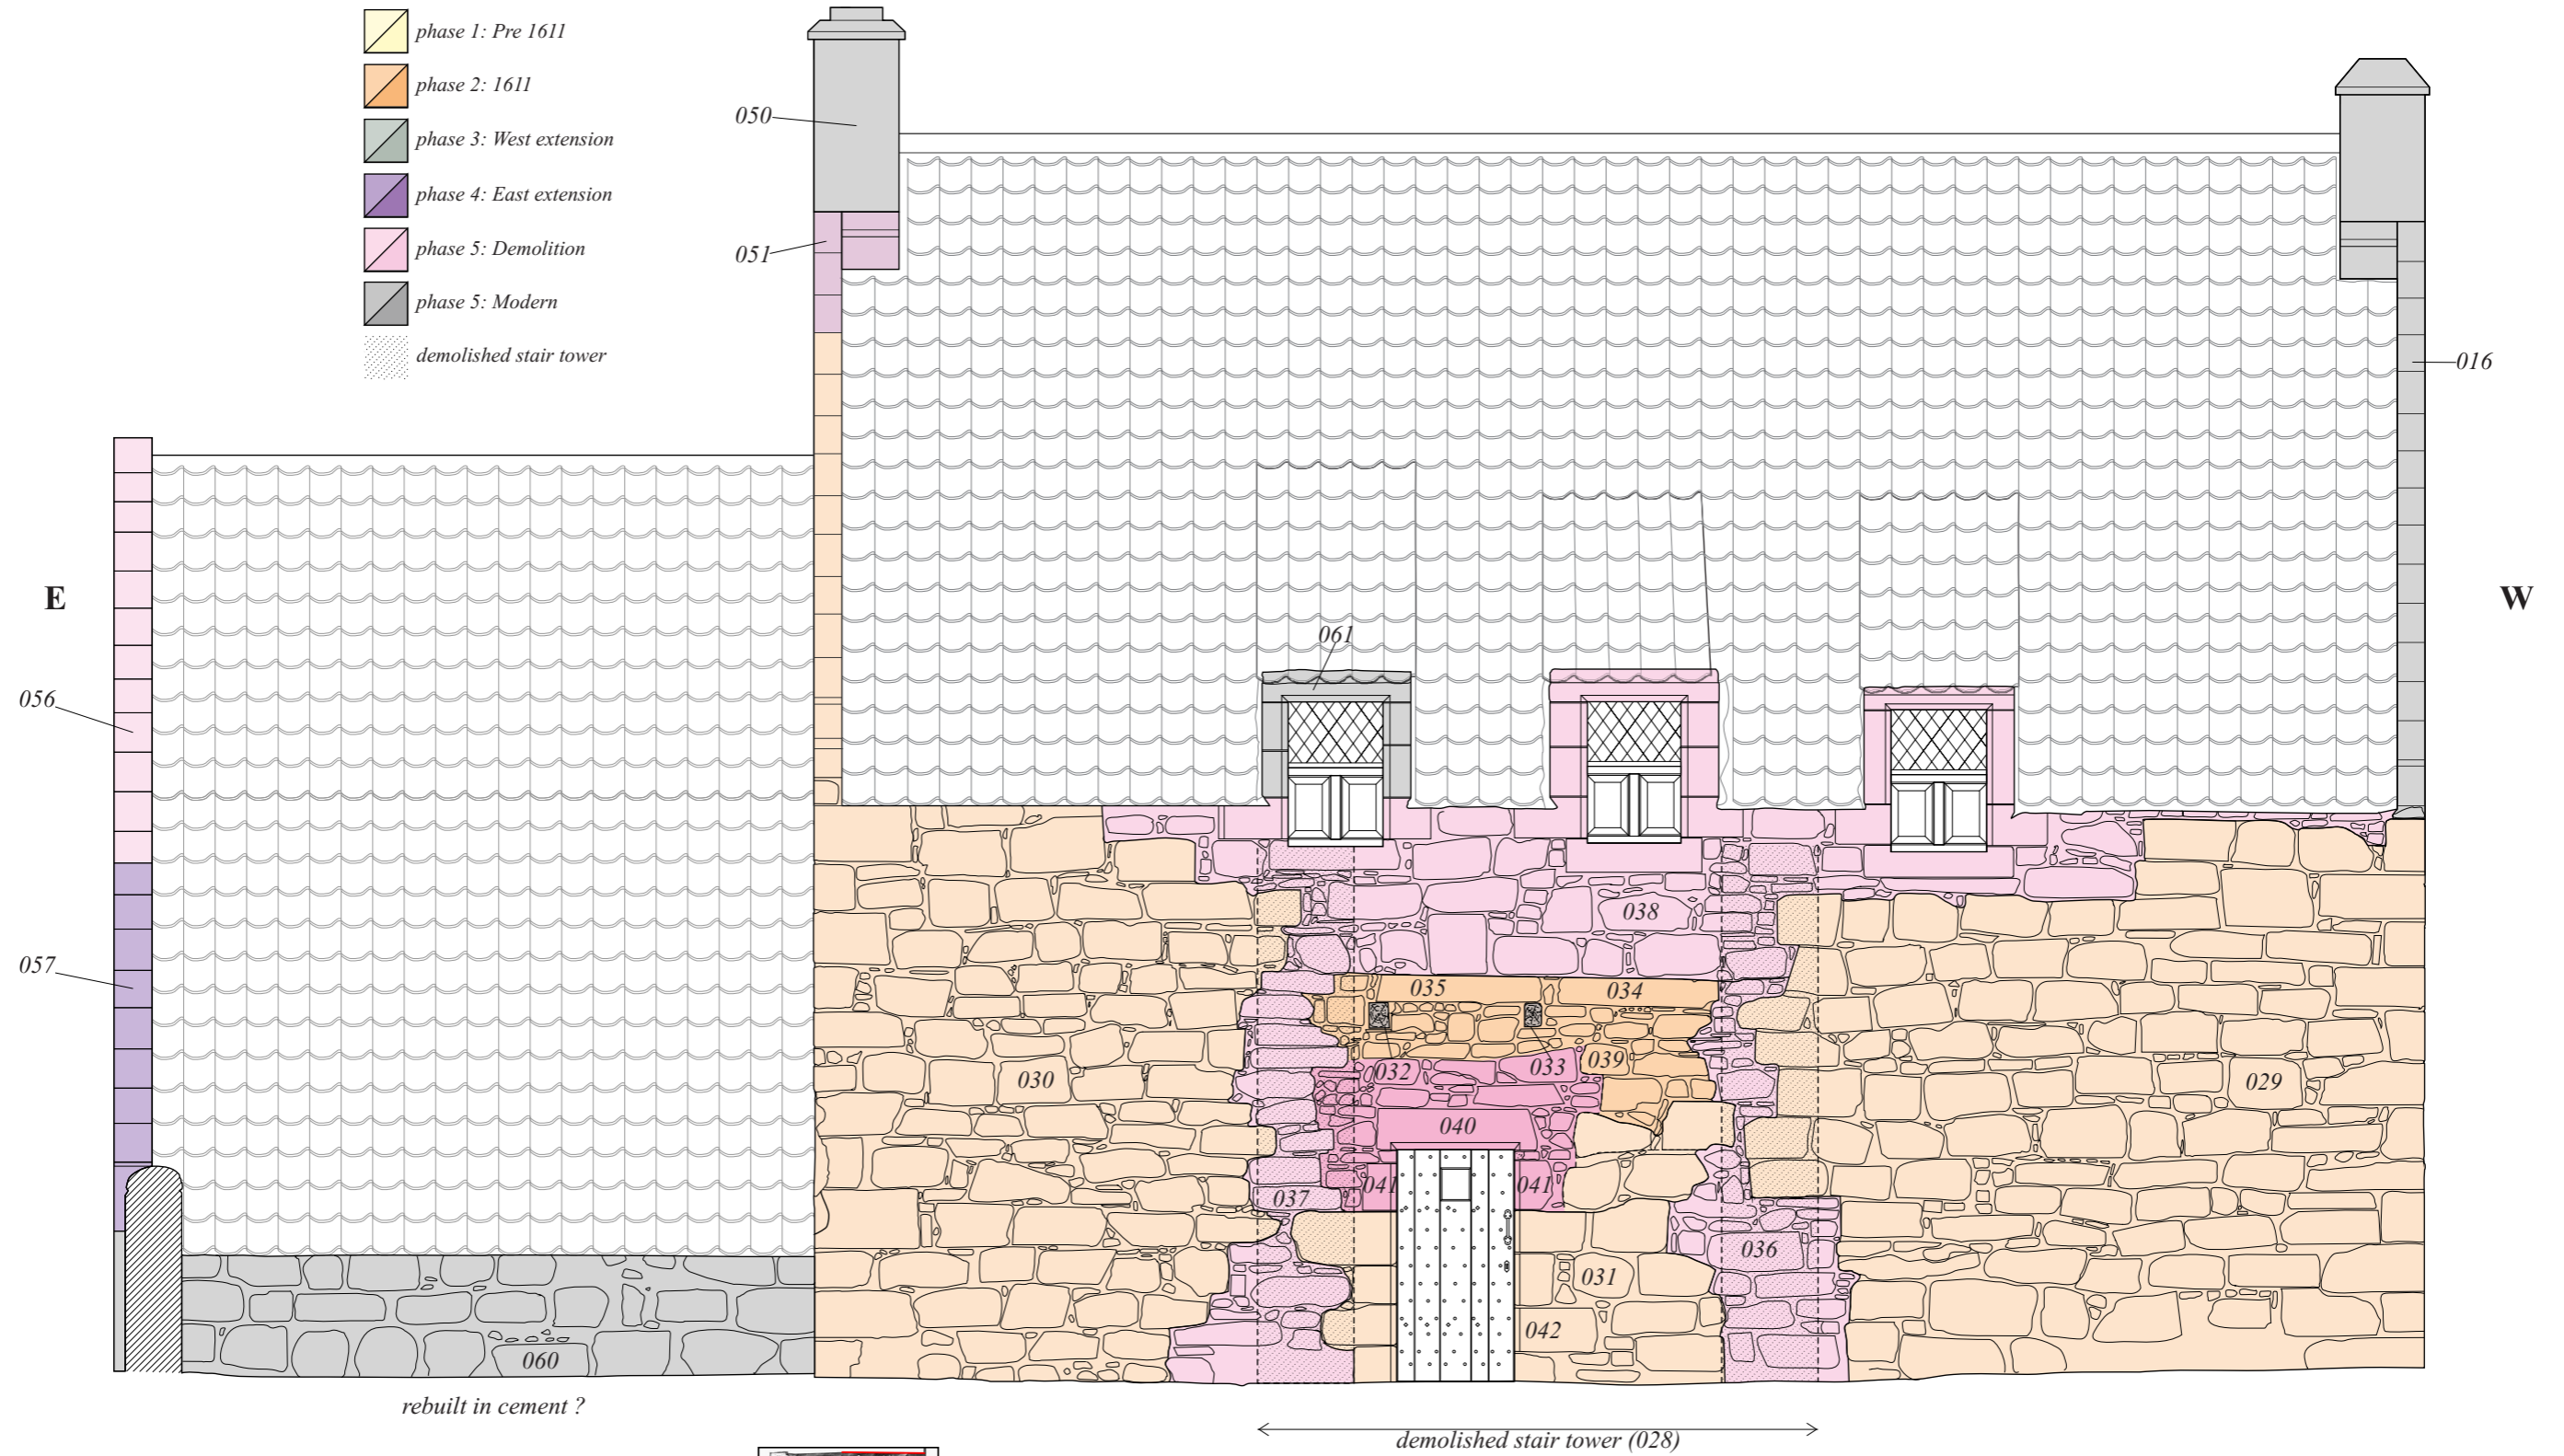 phase 1: Pre 1611
phase 2: 1611
phase 3: West extension
phase 4: East extension
phase 5: Demolition
phase 5: Modern
demolished stair tower
050
051
016
E
W
061
056
057
038
035
034
030
032
033
039
029
040
041
041
037
036
031
042
060
rebuilt in cement ?
demolished stair tower (028)